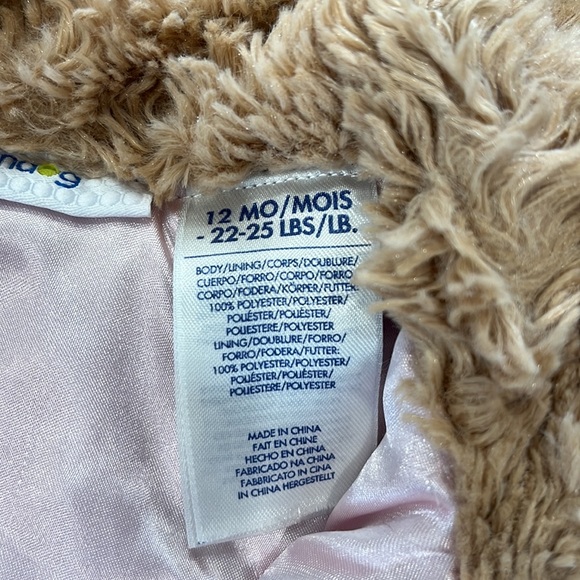 12 MO/MOIS
- 22-25 LBS/LB.
BODY/LINING/CORPS/DOUBLURE/
CUERPO/FORRO/CORPO/FORRO/
CORPO/FODERA/KÖRPER/FUTTER:
100% POLYESTER/POLYESTER/
POLIÉSTER/POLIÉSTER/
POLIESTERE/POLYESTER
LINING/DOUBLURE/FORRO/
FORRO/FODERA/FUTTER:
100% POLYESTER/POLYESTER/
POLIÉSTER/POLIÉSTER/
POLIESTERE/POLYESTER
MADE IN CHINA
FAIT EN CHINE
HECHO EN CHINA
FABRICADO NA CHINA
FABBRICATO IN CINA
IN CHINA HERGESTELLT